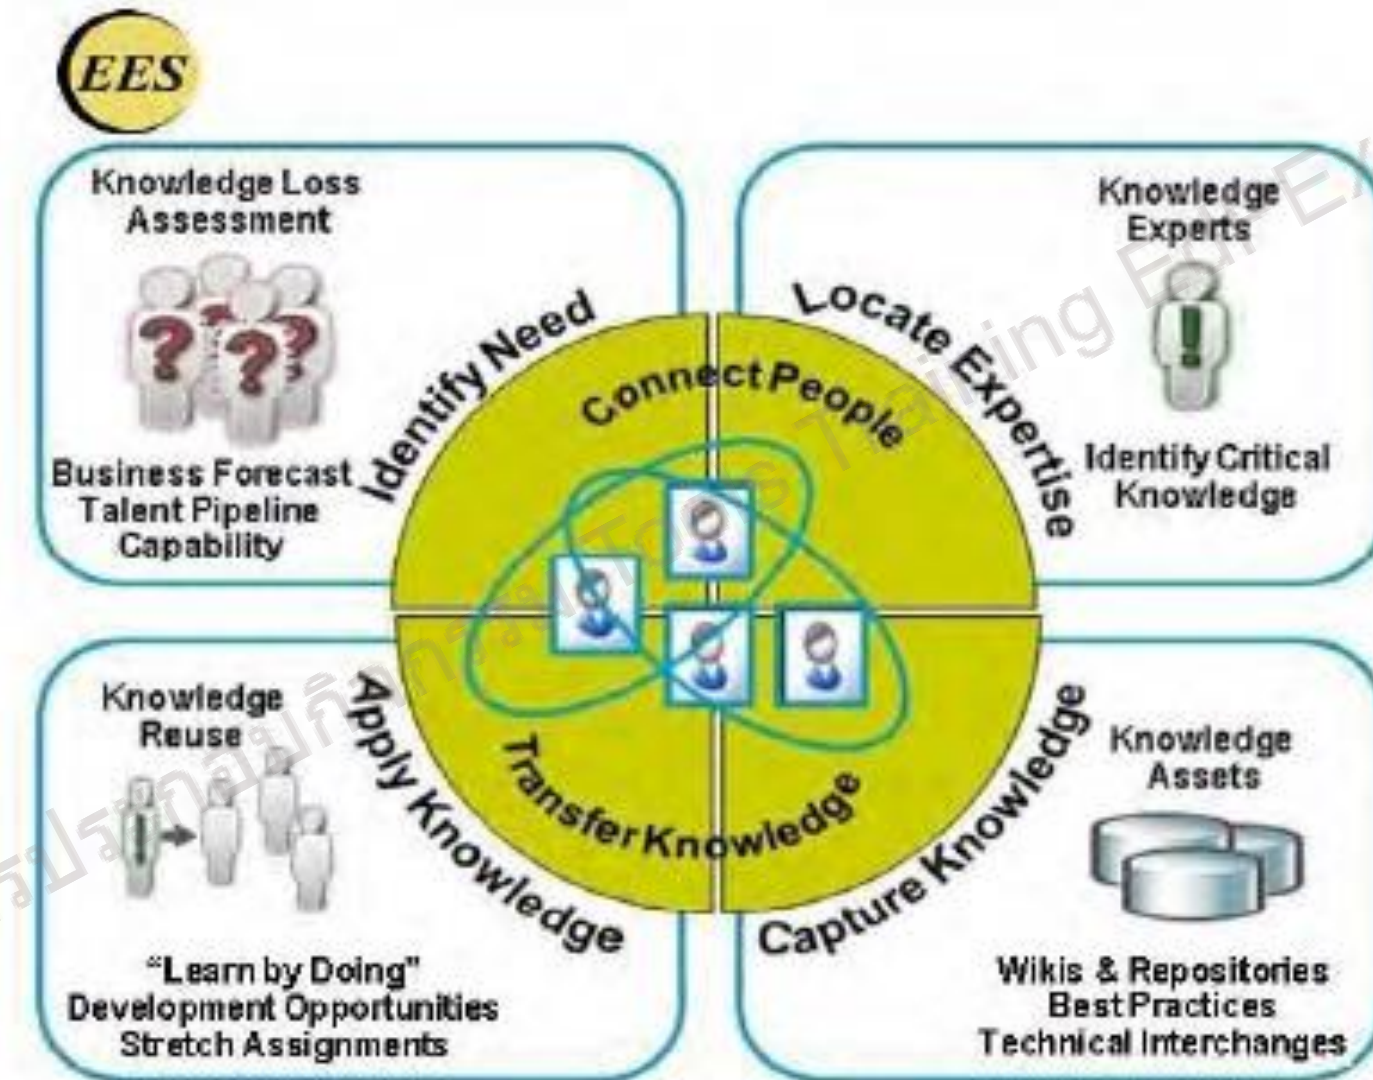 EES
Knowledge Loss
Assessment
Business Forecast
Talent Pipeline
Capability
Identify Need
Locate Expertise
Knowledge
Experts
Identify Critical
Knowledge
Connect People
Transfer Knowledge
Apply Knowledge
Knowledge
Reuse
"Learn by Doing"
Development Opportunities
Stretch Assignments
Capture Knowledge
Knowledge
Assets
Wikis & Repositories
Best Practices
Technical Interchanges
Tools Training